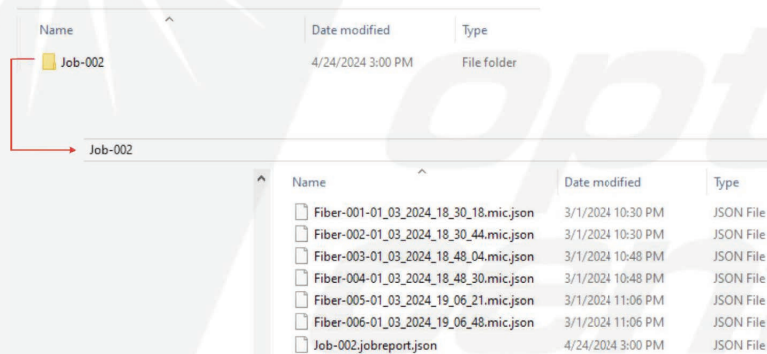 Name Date modified Type
Job-002 4/24/2024 3:00 PM File folder
Job-002
Name Date modified Type
Fiber-001-01_03_2024_18_30_18.mic.json 3/1/2024 10:30 PM JSON File
Fiber-002-01_03_2024_18_30_44.mic.json 3/1/2024 10:30 PM JSON File
Fiber-003-01_03_2024_18_48_04.mic.json 3/1/2024 10:48 PM JSON File
Fiber-004-01_03_2024_18_48_30.mic.json 3/1/2024 10:48 PM JSON File
Fiber-005-01_03_2024_19_06_21.mic.json 3/1/2024 11:06 PM JSON File
Fiber-006-01_03_2024_19_06_48.mic.json 3/1/2024 11:06 PM JSON File
Job-002.jobreport.json 4/24/2024 3:00 PM JSON File